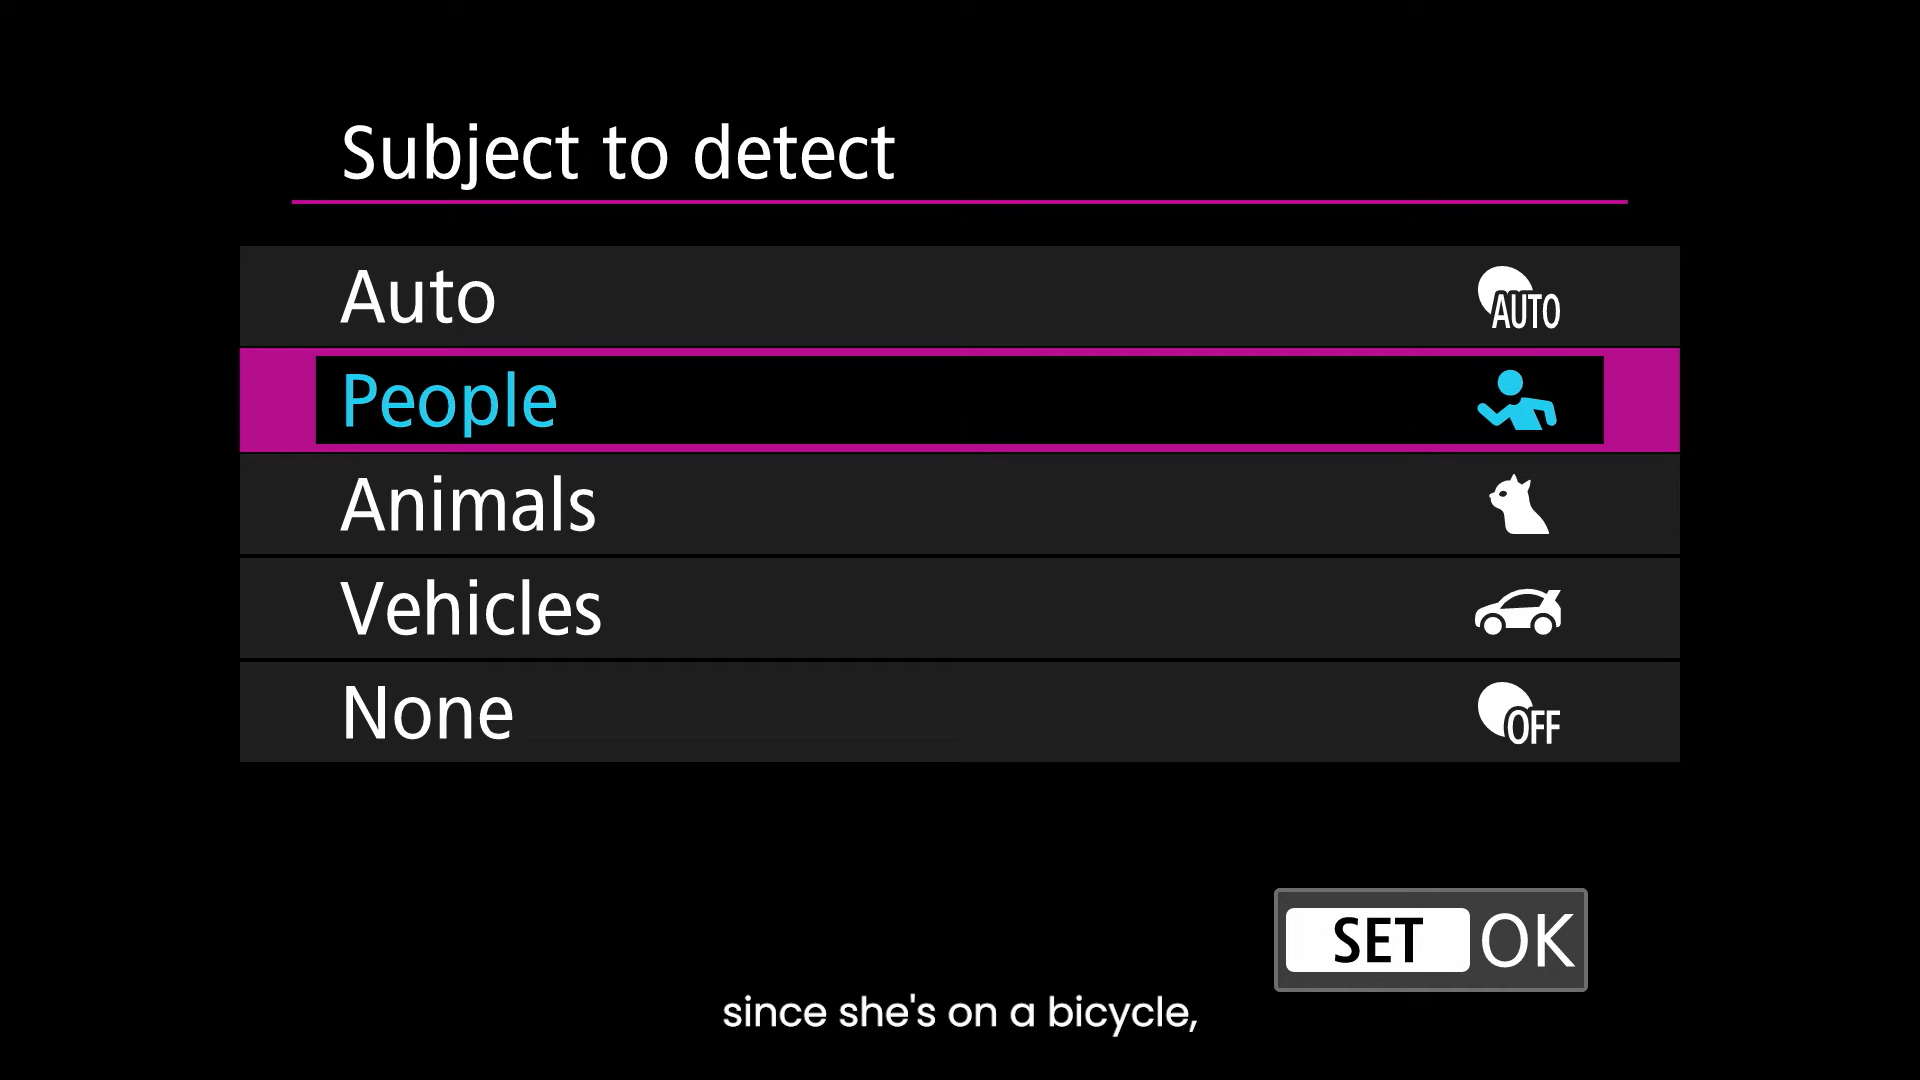 Subject to detect
Auto
AUTO
People
Animals
Vehicles
None
OFF
SET OK
since she's on a bicycle,